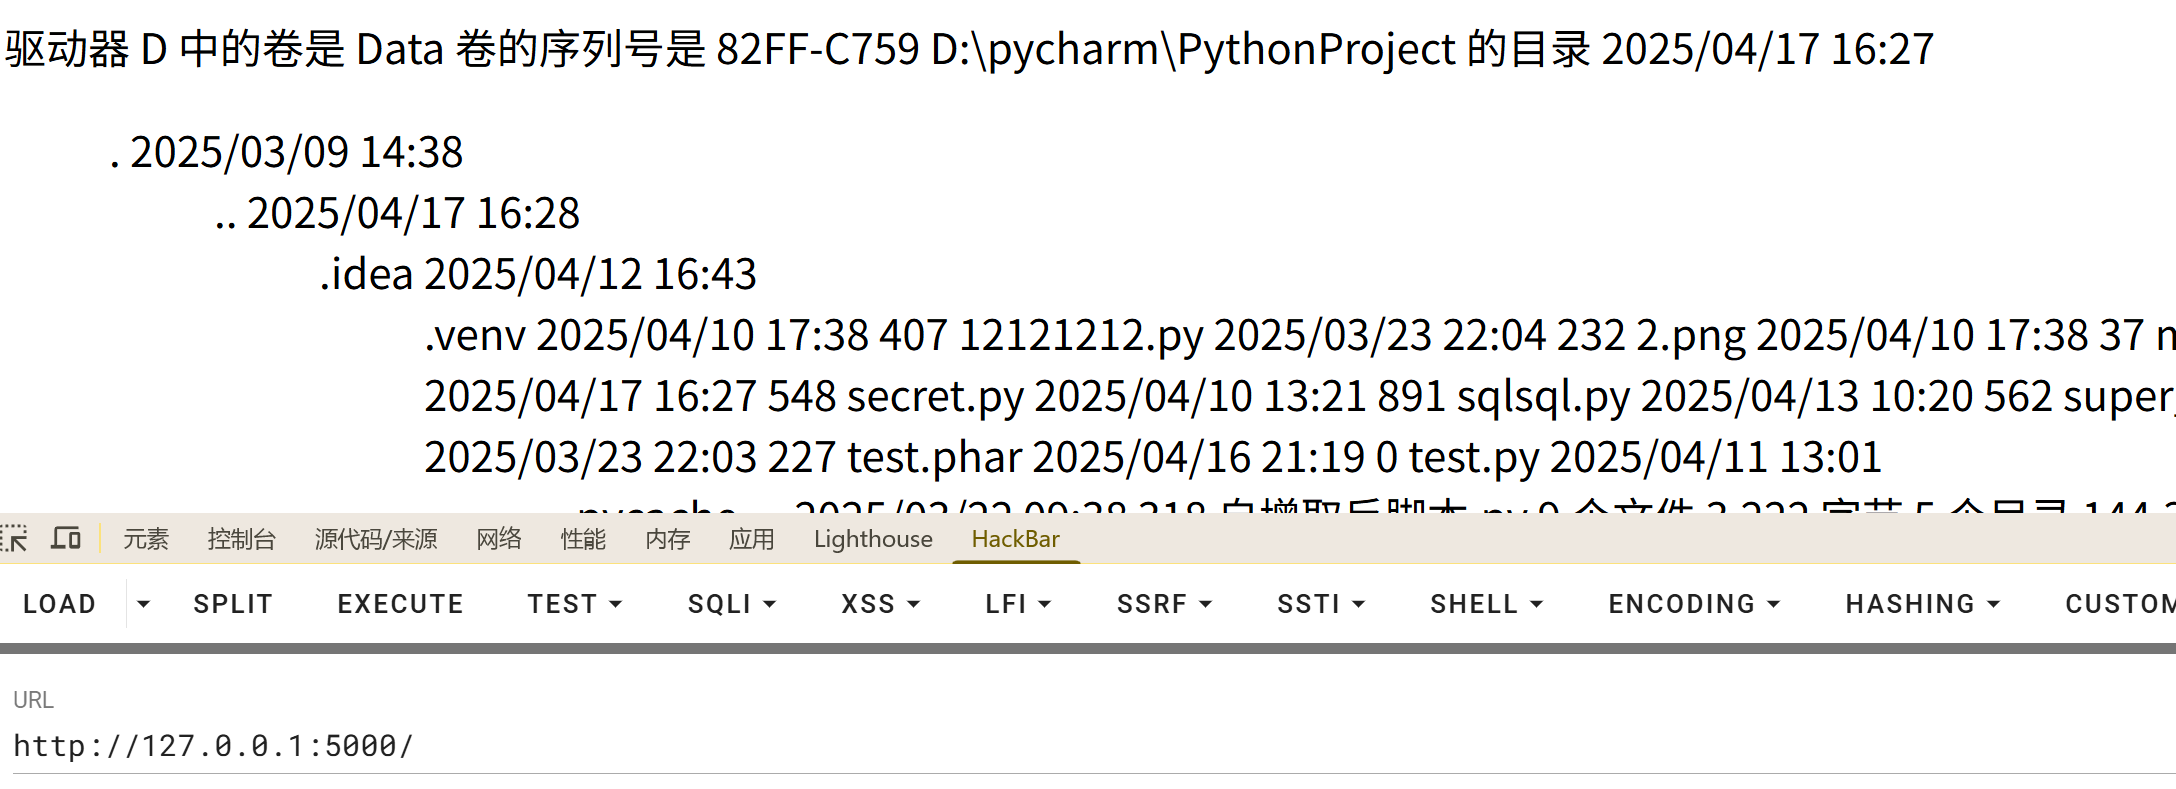 驱动器 D 中的卷是 Data 卷的序列号是 82FF-C759 D:\pycharm\PythonProject 的目录 2025/04/17 16:27
. 2025/03/09 14:38
.. 2025/04/17 16:28
.idea 2025/04/12 16:43
.venv 2025/04/10 17:38 407 12121212.py 2025/03/23 22:04 232 2.png 2025/04/10 17:38 37
2025/04/17 16:27 548 secret.py 2025/04/10 13:21 891 sqlsql.py 2025/04/13 10:20 562 super_
2025/03/23 22:03 227 test.phar 2025/04/16 21:19 0 test.py 2025/04/11 13:01
元素 控制台 源代码/来源 网络 性能 内存 应用 Lighthouse HackBar
LOAD SPLIT EXECUTE TEST SQLI XSS LFI SSRF SSTI SHELL ENCODING HASHING CUSTOM
URL
http://127.0.0.1:5000/